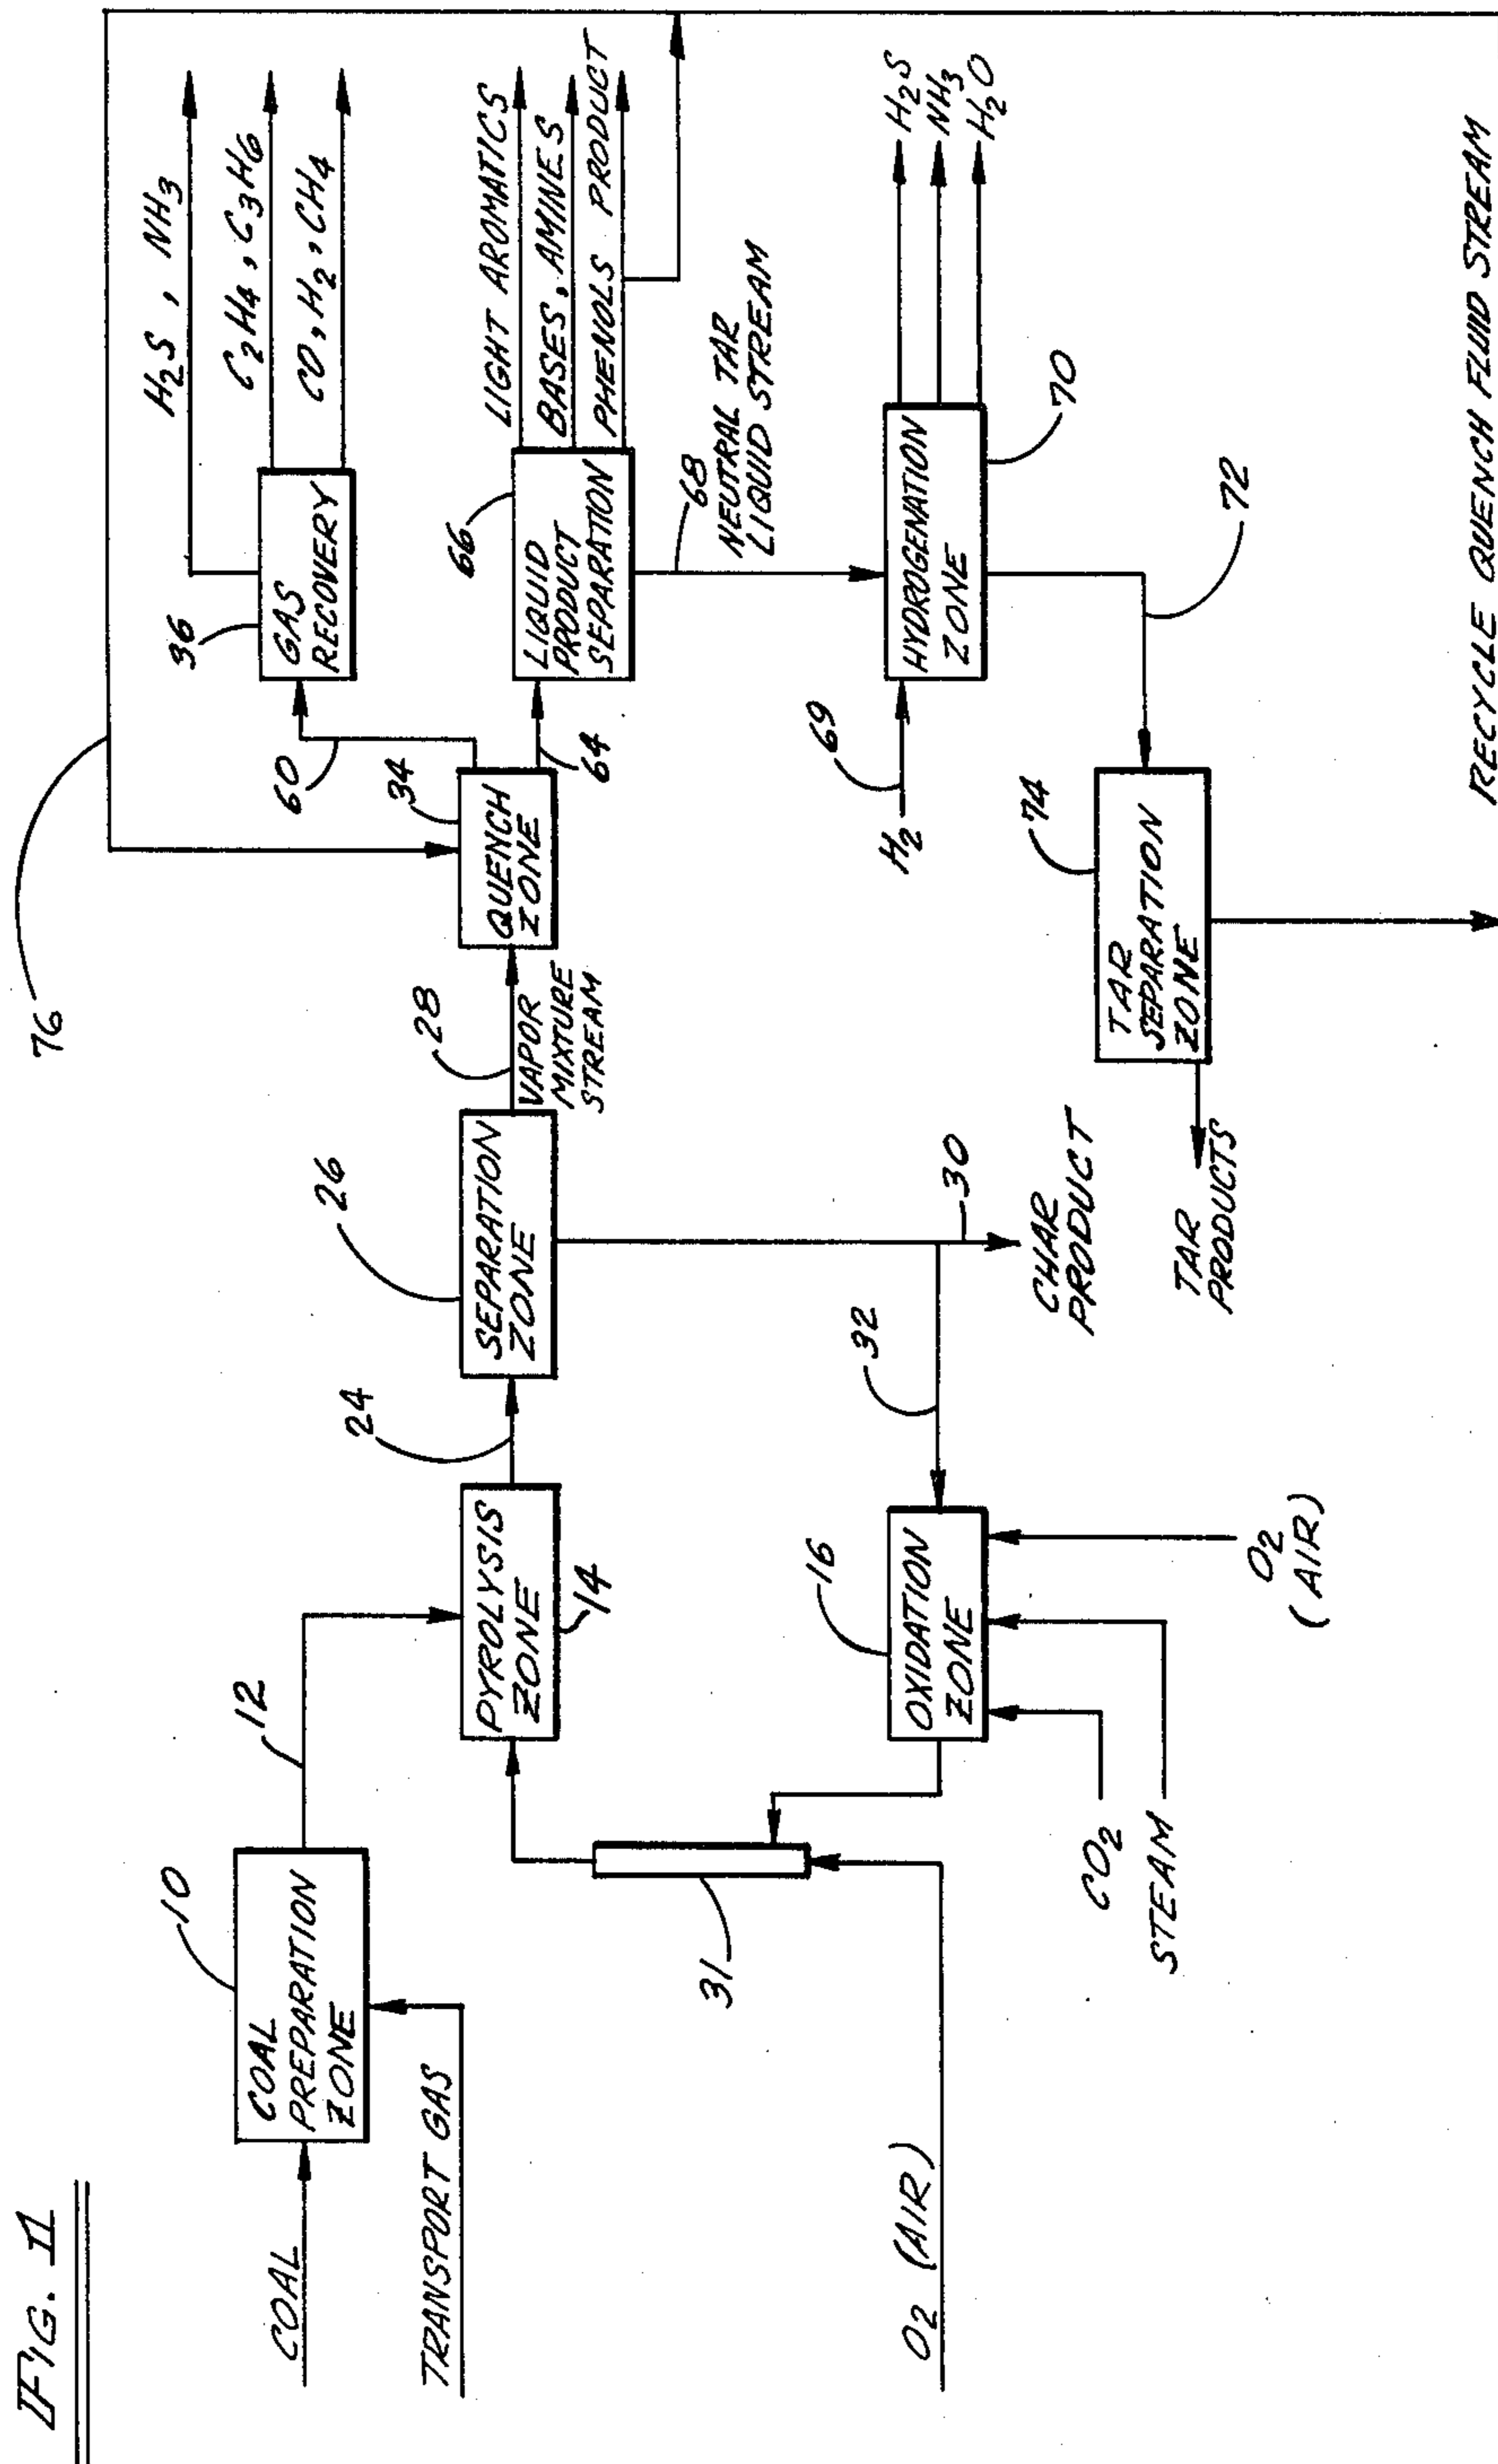 FIG. 1
COAL
TRANSPORT GAS
10
COAL
PREPARATION
ZONE
12
PYROLYSIS
ZONE
14
24
26
SEPARATION
ZONE
28
VAPOR
MIXTURE
STREAM
QUENCH
ZONE
34
76
60
36
GAS
RECOVERY
H2S, NH3
C2H4, C3H6
CO, H2, CH4
64
66
LIQUID
PRODUCT
SEPARATION
LIGHT AROMATICS
BASES, AMINES
PHENOLS PRODUCT
68
NEUTRAL TAR
LIQUID STREAM
H2
69
HYDROGENATION
ZONE
70
H2S
NH3
H2O
72
74
TAR
SEPARATION
ZONE
TAR
PRODUCTS
RECYCLE QUENCH FLUID STREAM
30
CHAR
PRODUCT
32
16
OXIDATION
ZONE
O2
(AIR)
CO2
STEAM
31
O2 (AIR)